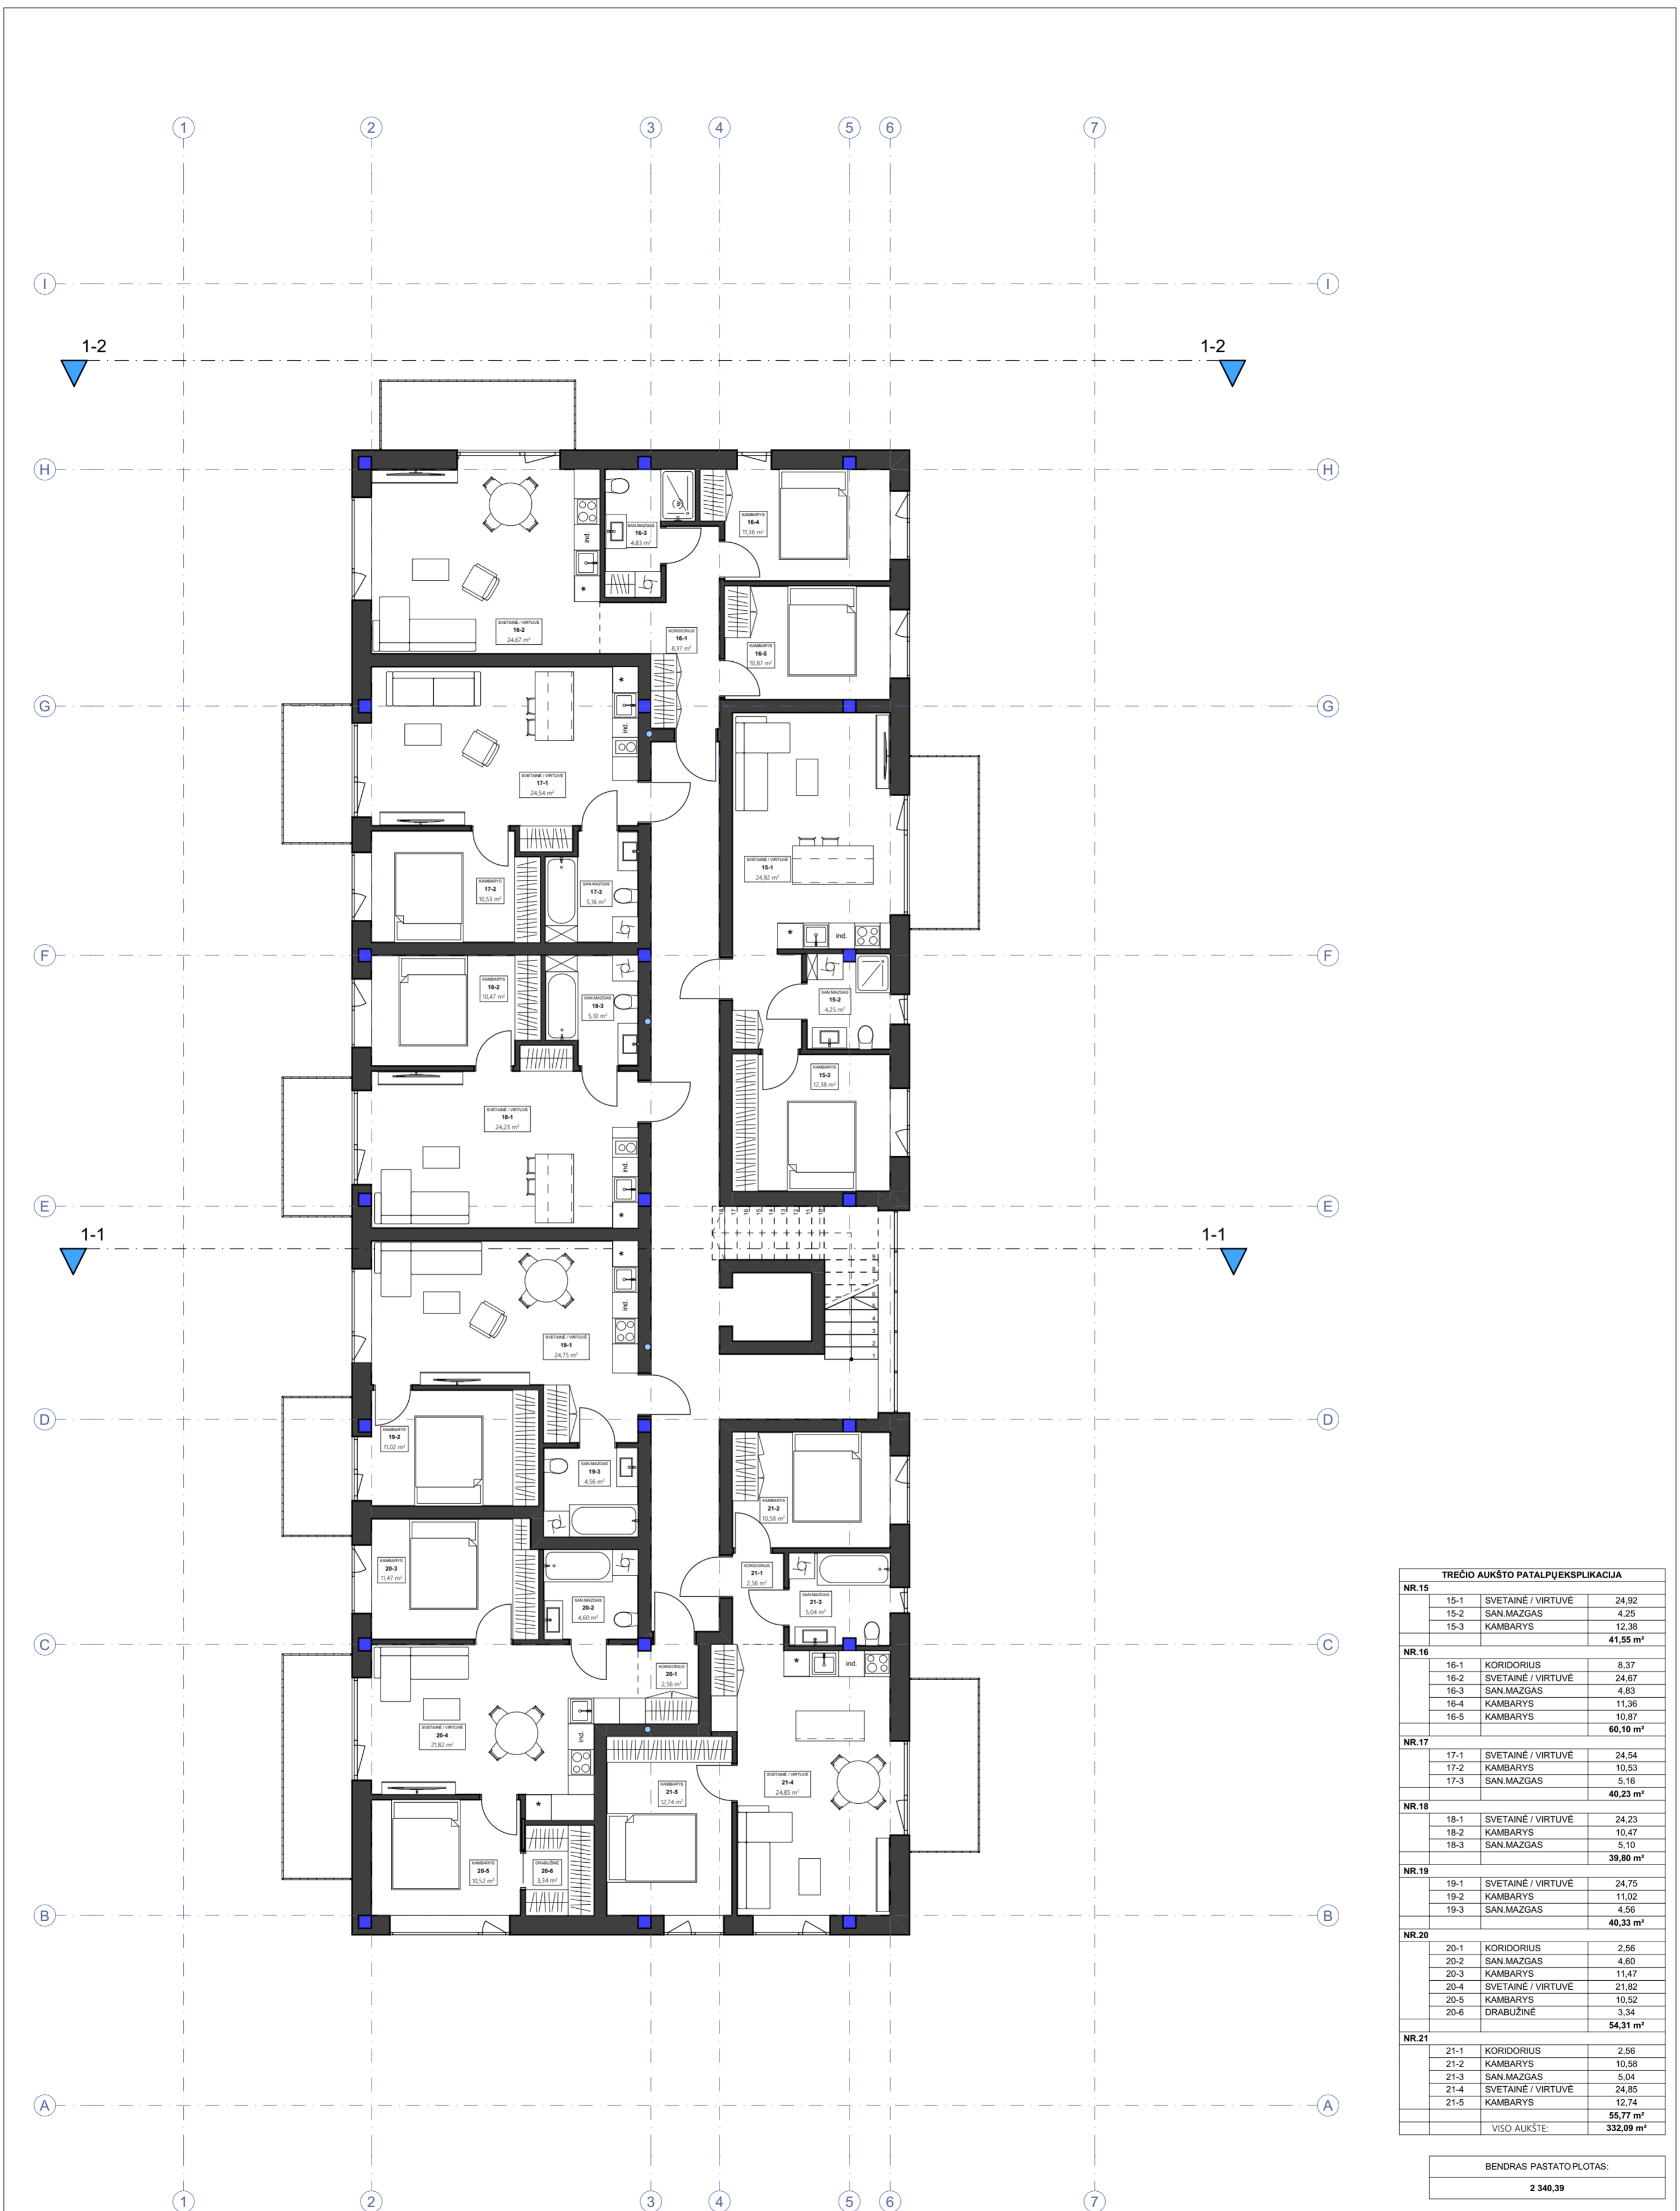 1 2 3 4 5 6 7
I I
1-2 1-2
H H
SAN.MAZGAS
16-3
4,83 m²
KAMBARYS
16-4
11,36 m²
ind.
*
SVETAINĖ / VIRTUVĖ
16-2
24,67 m²
KORIDORIUS
16-1
8,37 m²
KAMBARYS
16-5
10,87 m²
*
G G
ind.
SVETAINĖ / VIRTUVĖ
17-1
24,54 m²
SVETAINĖ / VIRTUVĖ
15-1
24,92 m²
KAMBARYS
17-2
10,53 m²
SAN.MAZGAS
17-3
5,16 m²
* ind.
F F
KAMBARYS
18-2
10,47 m²
SAN.MAZGAS
18-3
5,10 m²
SAN.MAZGAS
15-2
4,25 m²
KAMBARYS
15-3
12,38 m²
SVETAINĖ / VIRTUVĖ
18-1
24,23 m²
ind.
*
E E
18 17 16 15 14 13 12 11 10
1-1 1-1
*
9
8
7
6
5
4
3
2
1
ind.
SVETAINĖ / VIRTUVĖ
19-1
24,75 m²
D D
KAMBARYS
19-2
11,02 m²
SAN.MAZGAS
19-3
4,56 m²
KAMBARYS
21-2
10,58 m²
KAMBARYS
20-3
11,47 m²
KORIDORIUS
21-1
2,56 m²
SAN.MAZGAS
20-2
4,60 m²
SAN.MAZGAS
21-3
5,04 m²
C C
* ind.
KORIDORIUS
20-1
2,56 m²
SVETAINĖ / VIRTUVĖ
20-4
21,82 m²
ind.
KAMBARYS
21-5
12,74 m²
SVETAINĖ / VIRTUVĖ
21-4
24,85 m²
*
KAMBARYS
20-5
10,52 m²
DRABUŽINĖ
20-6
3,34 m²
B B
A A
1 2 3 4 5 6 7
TREČIO AUKŠTO PATALPŲ EKSPLIKACIJA
NR.15
15-1 SVETAINĖ / VIRTUVĖ 24,92
15-2 SAN.MAZGAS 4,25
15-3 KAMBARYS 12,38
41,55 m²
NR.16
16-1 KORIDORIUS 8,37
16-2 SVETAINĖ / VIRTUVĖ 24,67
16-3 SAN.MAZGAS 4,83
16-4 KAMBARYS 11,36
16-5 KAMBARYS 10,87
60,10 m²
NR.17
17-1 SVETAINĖ / VIRTUVĖ 24,54
17-2 KAMBARYS 10,53
17-3 SAN.MAZGAS 5,16
40,23 m²
NR.18
18-1 SVETAINĖ / VIRTUVĖ 24,23
18-2 KAMBARYS 10,47
18-3 SAN.MAZGAS 5,10
39,80 m²
NR.19
19-1 SVETAINĖ / VIRTUVĖ 24,75
19-2 KAMBARYS 11,02
19-3 SAN.MAZGAS 4,56
40,33 m²
NR.20
20-1 KORIDORIUS 2,56
20-2 SAN.MAZGAS 4,60
20-3 KAMBARYS 11,47
20-4 SVETAINĖ / VIRTUVĖ 21,82
20-5 KAMBARYS 10,52
20-6 DRABUŽINĖ 3,34
54,31 m²
NR.21
21-1 KORIDORIUS 2,56
21-2 KAMBARYS 10,58
21-3 SAN.MAZGAS 5,04
21-4 SVETAINĖ / VIRTUVĖ 24,85
21-5 KAMBARYS 12,74
55,77 m²
VISO AUKŠTE: 332,09 m²
BENDRAS PASTATO PLOTAS:
2 340,39